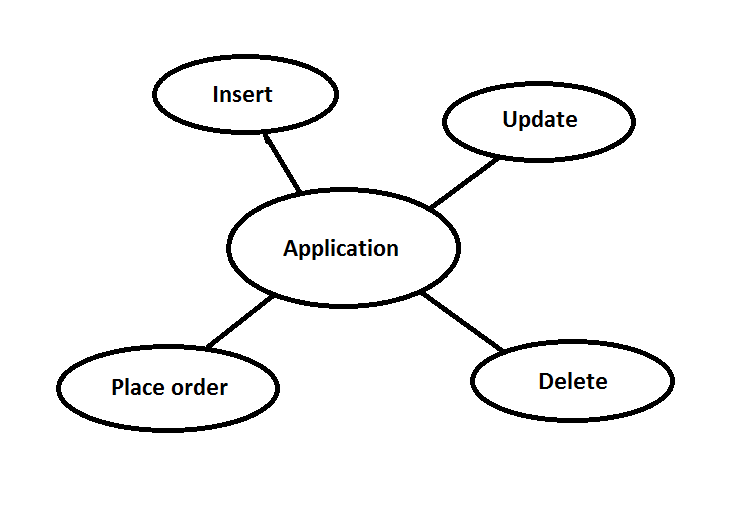 Insert
Update
Application
Place order
Delete